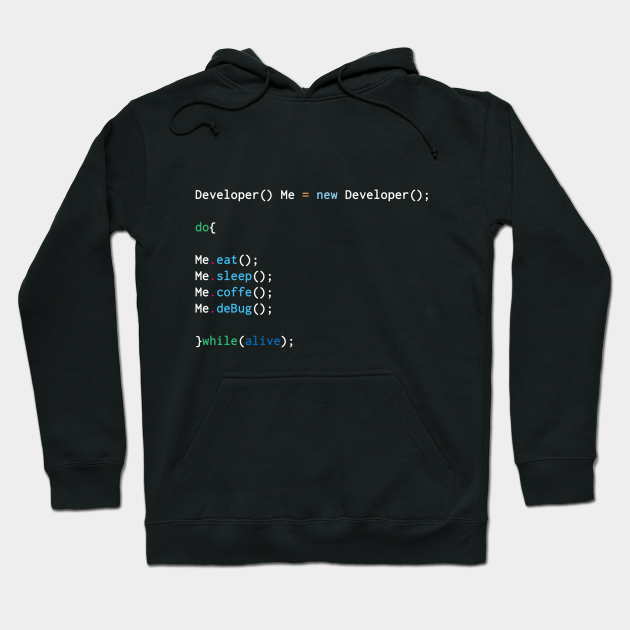 Developer() Me = new Developer();
do{
Me.eat();
Me.sleep();
Me.coffe();
Me.deBug();
}while(alive);